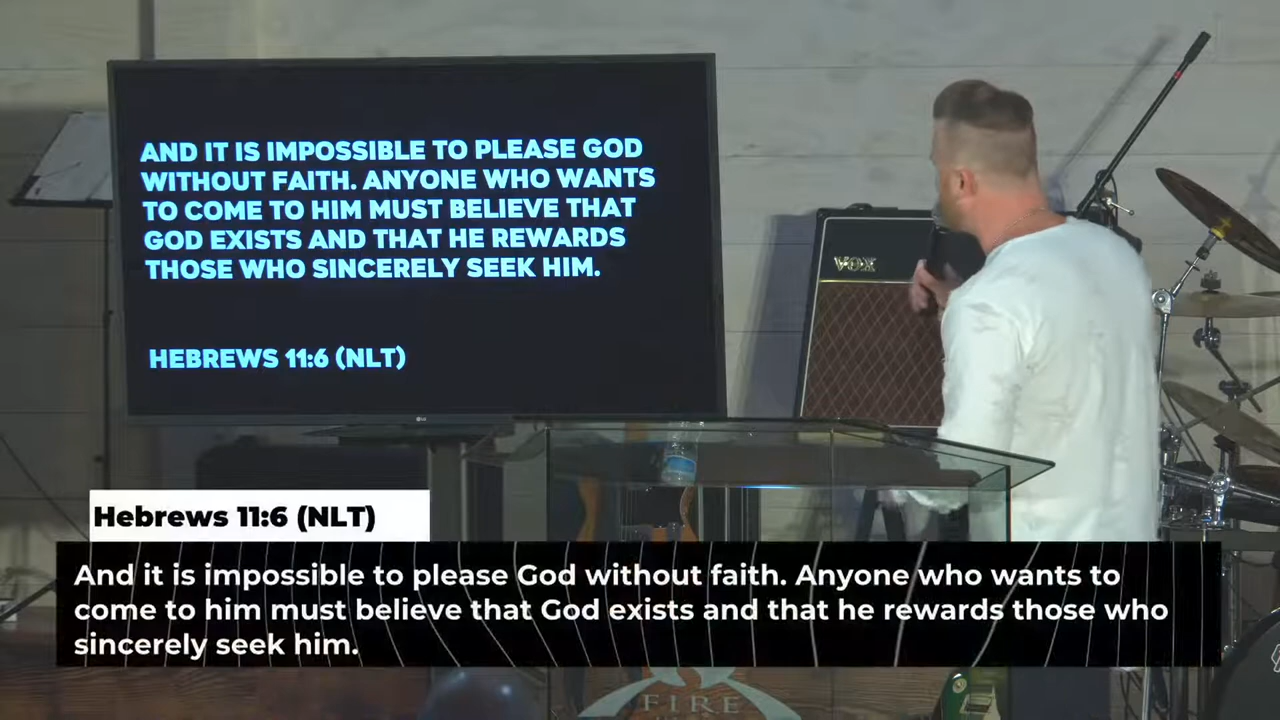 AND IT IS IMPOSSIBLE TO PLEASE GOD
WITHOUT FAITH. ANYONE WHO WANTS
TO COME TO HIM MUST BELIEVE THAT
GOD EXISTS AND THAT HE REWARDS
THOSE WHO SINCERELY SEEK HIM.
HEBREWS 11:6 (NLT)
VOX
LG
Hebrews 11:6 (NLT)
And it is impossible to please God without faith. Anyone who wants to
come to him must believe that God exists and that he rewards those who
sincerely seek him.
FIRE